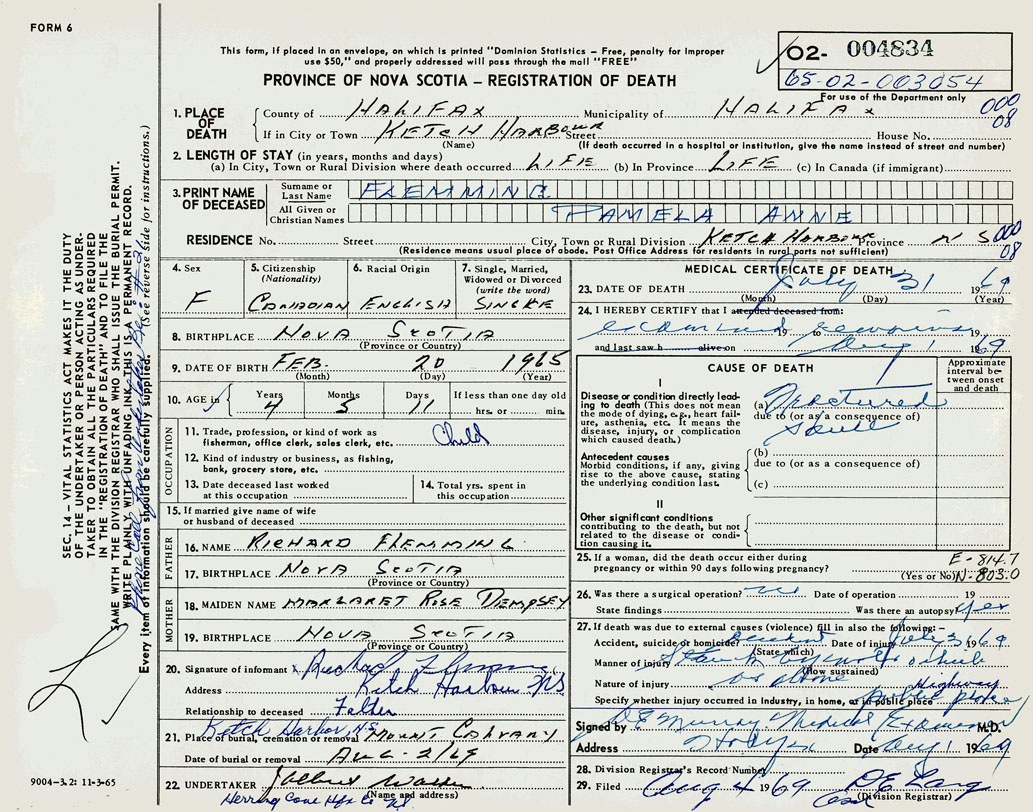 FORM 6
This form, if placed in an envelope, on which is printed "Dominion Statistics – Free, penalty for improper
use $50," and properly addressed will pass through the mail "FREE"
PROVINCE OF NOVA SCOTIA – REGISTRATION OF DEATH
02- 004834
65-02-003054
For use of the Department only
000
08
1. PLACE OF DEATH
County of HALIFAX Municipality of HALIFAX
If in City or Town KETCH HARBOUR Street House No.
(Name) (If death occurred in a hospital or institution, give the name instead of street and number)
2. LENGTH OF STAY (in years, months and days)
(a) In City, Town or Rural Division where death occurred LIFE (b) In Province LIFE (c) In Canada (if immigrant)
3. PRINT NAME OF DECEASED
Surname or Last Name FLEMMING
All Given or Christian Names PAMELA ANNE
RESIDENCE No. Street City, Town or Rural Division KETCH HARBOUR Province N S
000
08
(Residence means usual place of abode. Post Office Address for residents in rural parts not sufficient)
4. Sex F
5. Citizenship (Nationality) CANADIAN
6. Racial Origin ENGLISH
7. Single, Married, Widowed or Divorced (write the word) SINGLE
8. BIRTHPLACE NOVA SCOTIA
(Province or Country)
9. DATE OF BIRTH FEB. 20 1965
(Month) (Day) (Year)
10. AGE in Years 4 Months 5 Days 11 If less than one day old hrs. or min.
OCCUPATION
11. Trade, profession, or kind of work as fisherman, office clerk, sales clerk, etc. Child
12. Kind of industry or business, as fishing, bank, grocery store, etc.
13. Date deceased last worked at this occupation
14. Total yrs. spent in this occupation
15. If married give name of wife or husband of deceased
FATHER
16. NAME RICHARD FLEMMING
17. BIRTHPLACE NOVA SCOTIA
(Province or Country)
MOTHER
18. MAIDEN NAME MARGARET ROSE DEMPSEY
19. BIRTHPLACE NOVA SCOTIA
(Province or Country)
20. Signature of informant x Richard Flemming
Address Ketch Harbour NS
Relationship to deceased Father
Ketch Harbor, N.S.
21. Place of burial, cremation or removal MOUNT CALVARY
Date of burial or removal AUG 2/69
22. UNDERTAKER Walker
(Name and address)
Herring Cove Hfx Co NS
MEDICAL CERTIFICATE OF DEATH
23. DATE OF DEATH July 31 1969
(Month) (Day) (Year)
24. I HEREBY CERTIFY that I attended deceased from:
examined 19 to remains 19
and last saw h alive on Aug 1 1969
CAUSE OF DEATH
Approximate interval between onset and death
I
Disease or condition directly leading to death (This does not mean the mode of dying, e.g., heart failure, asthenia, etc. It means the disease, injury, or complication which caused death.)
(a) Fractured
due to (or as a consequence of)
skull
Antecedent causes
Morbid conditions, if any, giving rise to the above cause, stating the underlying condition last.
(b)
due to (or as a consequence of)
(c)
II
Other significant conditions
contributing to the death, but not related to the disease or condition causing it.
25. If a woman, did the death occur either during pregnancy or within 90 days following pregnancy?
(Yes or No)
E-814.7
N-803.0
26. Was there a surgical operation? no Date of operation 19
State findings Was there an autopsy? yes
27. If death was due to external causes (violence) fill in also the following: –
Accident, suicide or homicide? accident Date of injury July 31 1969
(State which)
Manner of injury Struck by motor vehicle
(How sustained)
Nature of injury as above
Highway
Specify whether injury occurred in Industry, in home, or in public place public place
Signed by D E Murray Medical Examiner M.D.
Address Hfx Date Aug 1 1969
28. Division Registrar's Record Number
29. Filed Aug 4 1969
(Division Registrar)
SEC. 14 – VITAL STATISTICS ACT MAKES IT THE DUTY
OF THE UNDERTAKER OR PERSON ACTING AS UNDER-
TAKER TO OBTAIN ALL THE PARTICULARS REQUIRED
IN THE "REGISTRATION OF DEATH" AND TO FILE THE
SAME WITH THE DIVISION REGISTRAR WHO SHALL ISSUE THE BURIAL PERMIT.
WRITE PLAINLY WITH UNFADING INK, THIS IS A PERMANENT RECORD.
Every item of information should be carefully supplied. (See reverse side for instructions.)
9004–3.2: 11-3-65